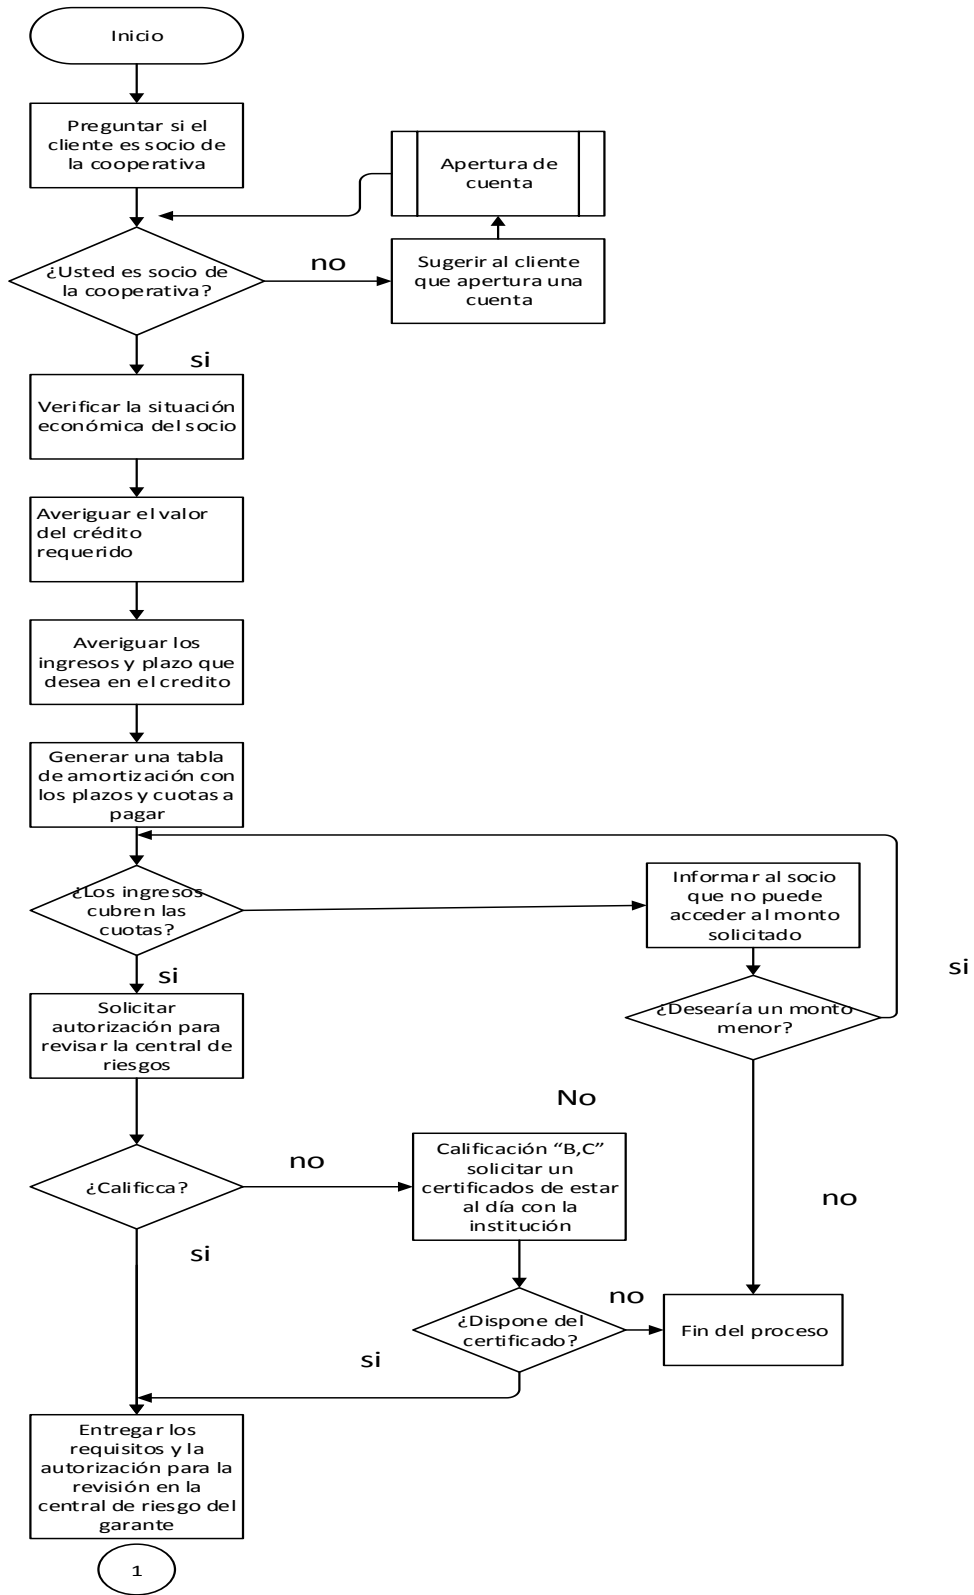 Inicio
Preguntar si el
cliente es socio de
la cooperativa
Apertura de
cuenta
¿Usted es socio de
la cooperativa?
no
Sugerir al cliente
que apertura una
cuenta
si
Verificar la situación
económica del socio
Averiguar el valor
del crédito
requerido
Averiguar los
ingresos y plazo que
desea en el credito
Generar una tabla
de amortización con
los plazos y cuotas a
pagar
¿Los ingresos
cubren las
cuotas?
Informar al socio
que no puede
acceder al monto
solicitado
si
si
Solicitar
autorización para
revisar la central de
riesgos
¿Desearía un monto
menor?
No
¿Calificca?
no
Calificación “B,C”
solicitar un
certificados de estar
al día con la
institución
no
si
¿Dispone del
certificado?
no
Fin del proceso
si
Entregar los
requisitos y la
autorización para la
revisión en la
central de riesgo del
garante
1